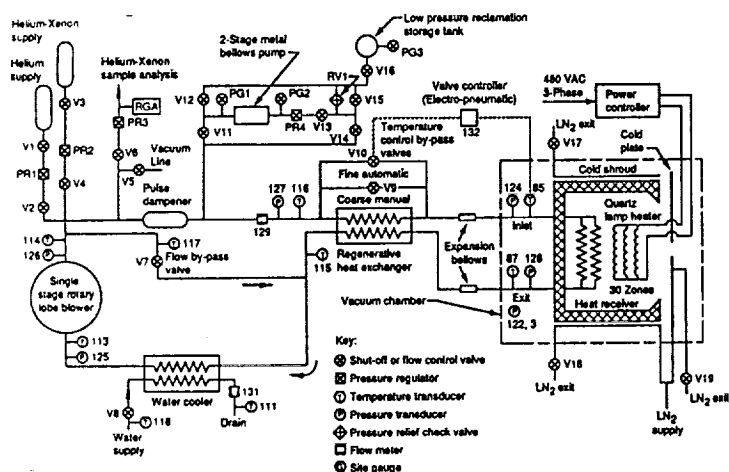 Helium-Xenon
supply
Helium
supply
Helium-Xenon
sample analysis
2-Stage metal
bellows pump
Low pressure reclamation
storage tank
PG3
RV1
V16
V3
RGA
PR3
V12
PG1
PG2
V15
PR4
V13
V14
V11
V10
Valve controller
(Electro-pneumatic)
132
Temperature
control by-pass
valves
480 VAC
3-Phase
Power
controller
LN2 exit
V17
Cold
plate
Cold shroud
V1
PR2
PR1
V4
V6
V5
Vacuum
Line
V2
Pulse
dampener
127
116
129
Fine automatic
V9
Coarse manual
Regenerative
heat exchanger
115
124
85
Inlet
Expansion
bellows
87
128
Exit
122, 3
Vacuum chamber
Quartz
lamp heater
30 Zones
Heat receiver
114
126
117
V7
Flow by-pass
valve
Single
stage rotary
lobe blower
113
125
Water cooler
131
111
Drain
V8
118
Water
supply
V18
LN2 exit
V19
LN2 exit
LN2
supply
Key:
Shut-off or flow control valve
Pressure regulator
Temperature transducer
Pressure transducer
Pressure relief check valve
Flow meter
Site gauge